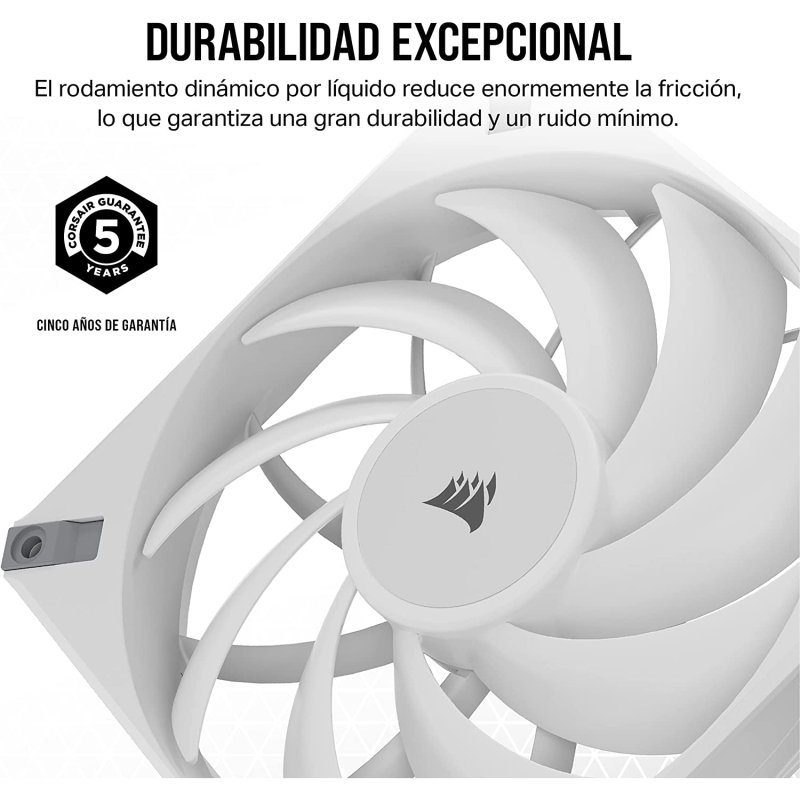 DURABILIDAD EXCEPCIONAL
El rodamiento dinámico por líquido reduce enormemente la fricción,
lo que garantiza una gran durabilidad y un ruido mínimo.
CORSAIR GUARANTEE
5
YEARS
CINCO AÑOS DE GARANTÍA